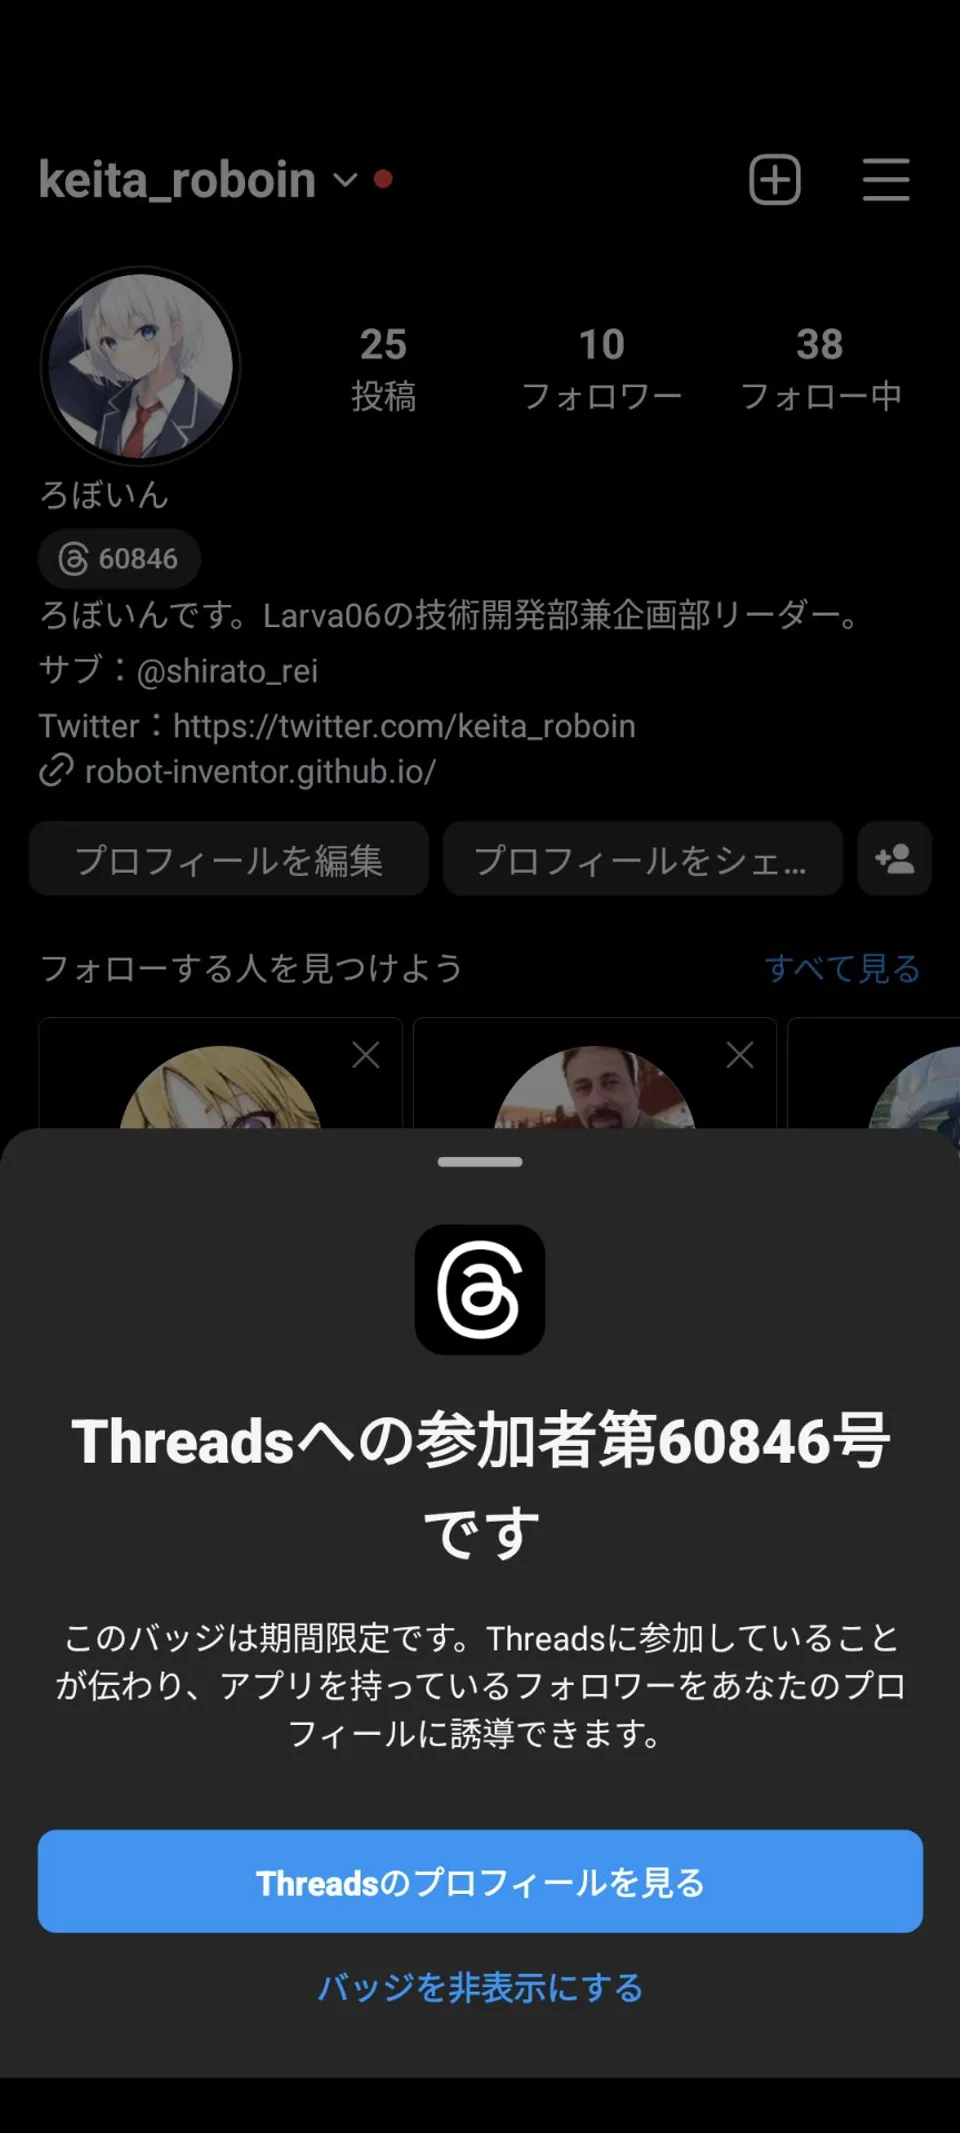 keita_roboin
25
10
38
投稿
フォロワー
フォロー中
ろぼいん
60846
ろぼいんです。Larva06の技術開発部兼企画部リーダー。
サブ：@shirato_rei
Twitter：https://twitter.com/keita_roboin
robot-inventor.github.io/
プロフィールを編集
プロフィールをシェ...
フォローする人を見つけよう
すべて見る
Threadsへの参加者第60846号
です
このバッジは期間限定です。Threadsに参加していること
が伝わり、アプリを持っているフォロワーをあなたのプロ
フィールに誘導できます。
Threadsのプロフィールを見る
バッジを非表示にする